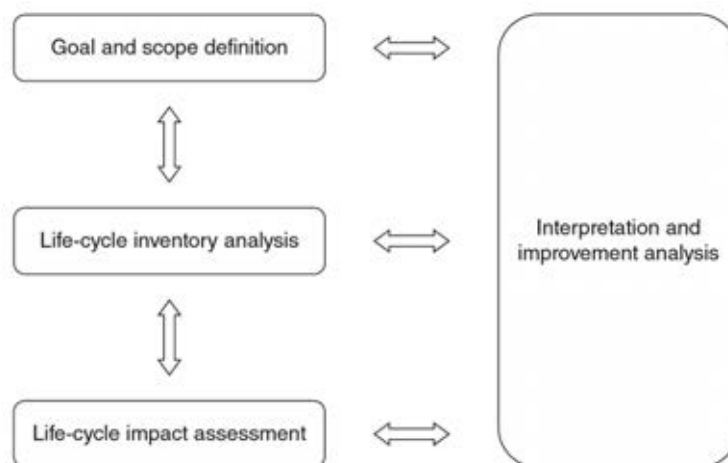 Goal and scope definition
Life-cycle inventory analysis
Interpretation and
improvement analysis
Life-cycle impact assessment